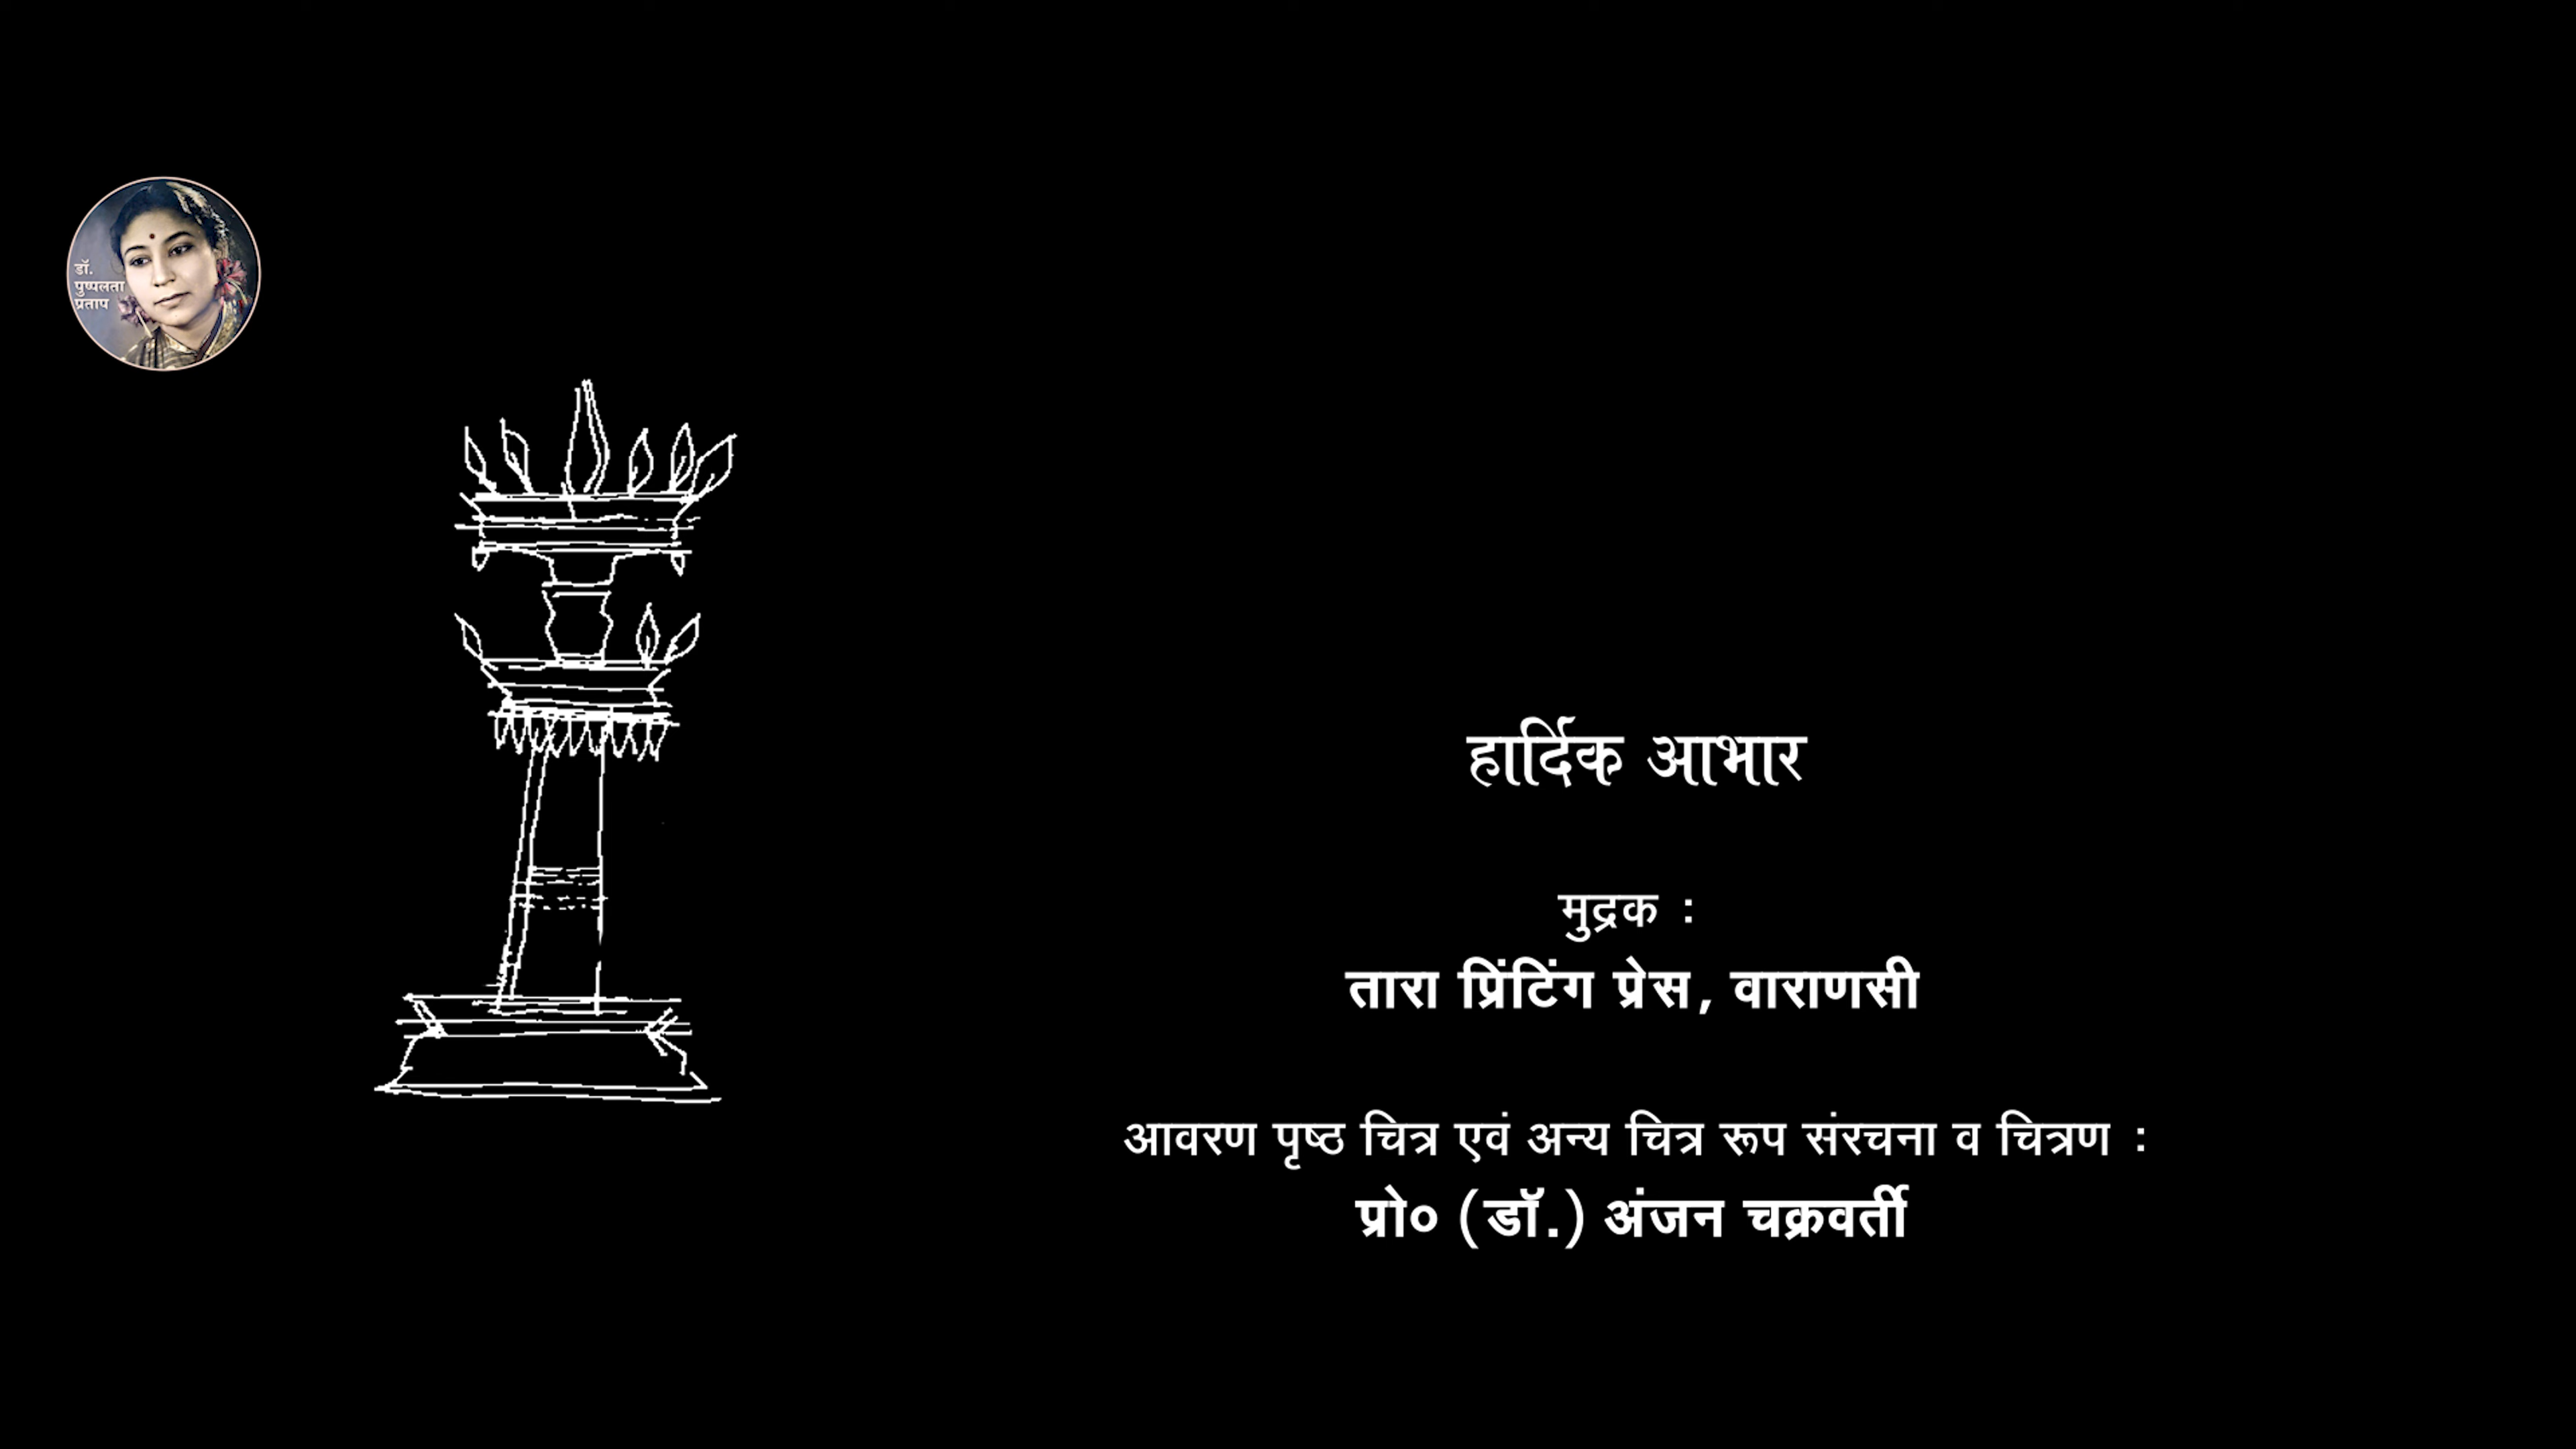 डॉ.
पुष्पलता
प्रताप
हार्दिक आभार
मुद्रक :
तारा प्रिंटिंग प्रेस, वाराणसी
आवरण पृष्ठ चित्र एवं अन्य चित्र रूप संरचना व चित्रण :
प्रो० (डॉ.) अंजन चक्रवर्ती